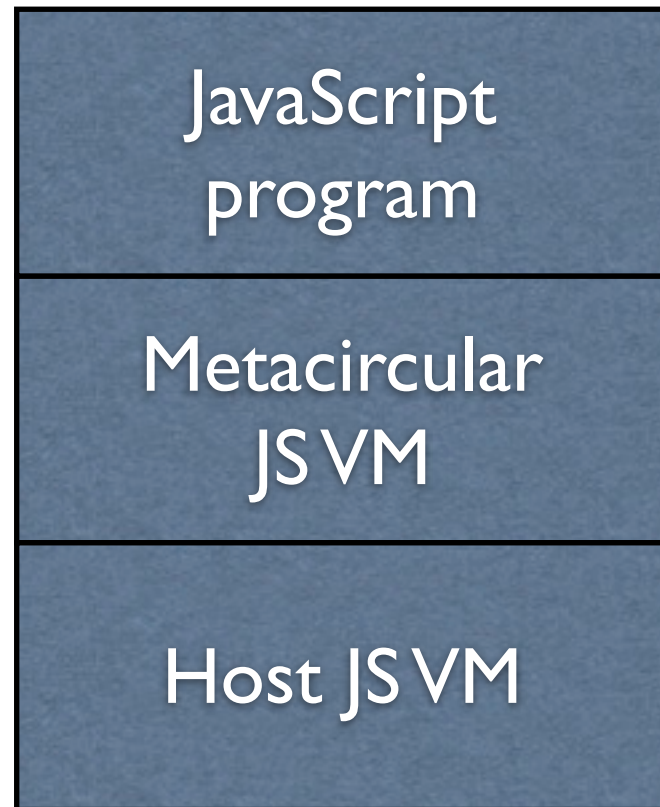 JavaScript
program
Metacircular
JS VM
Host JS VM